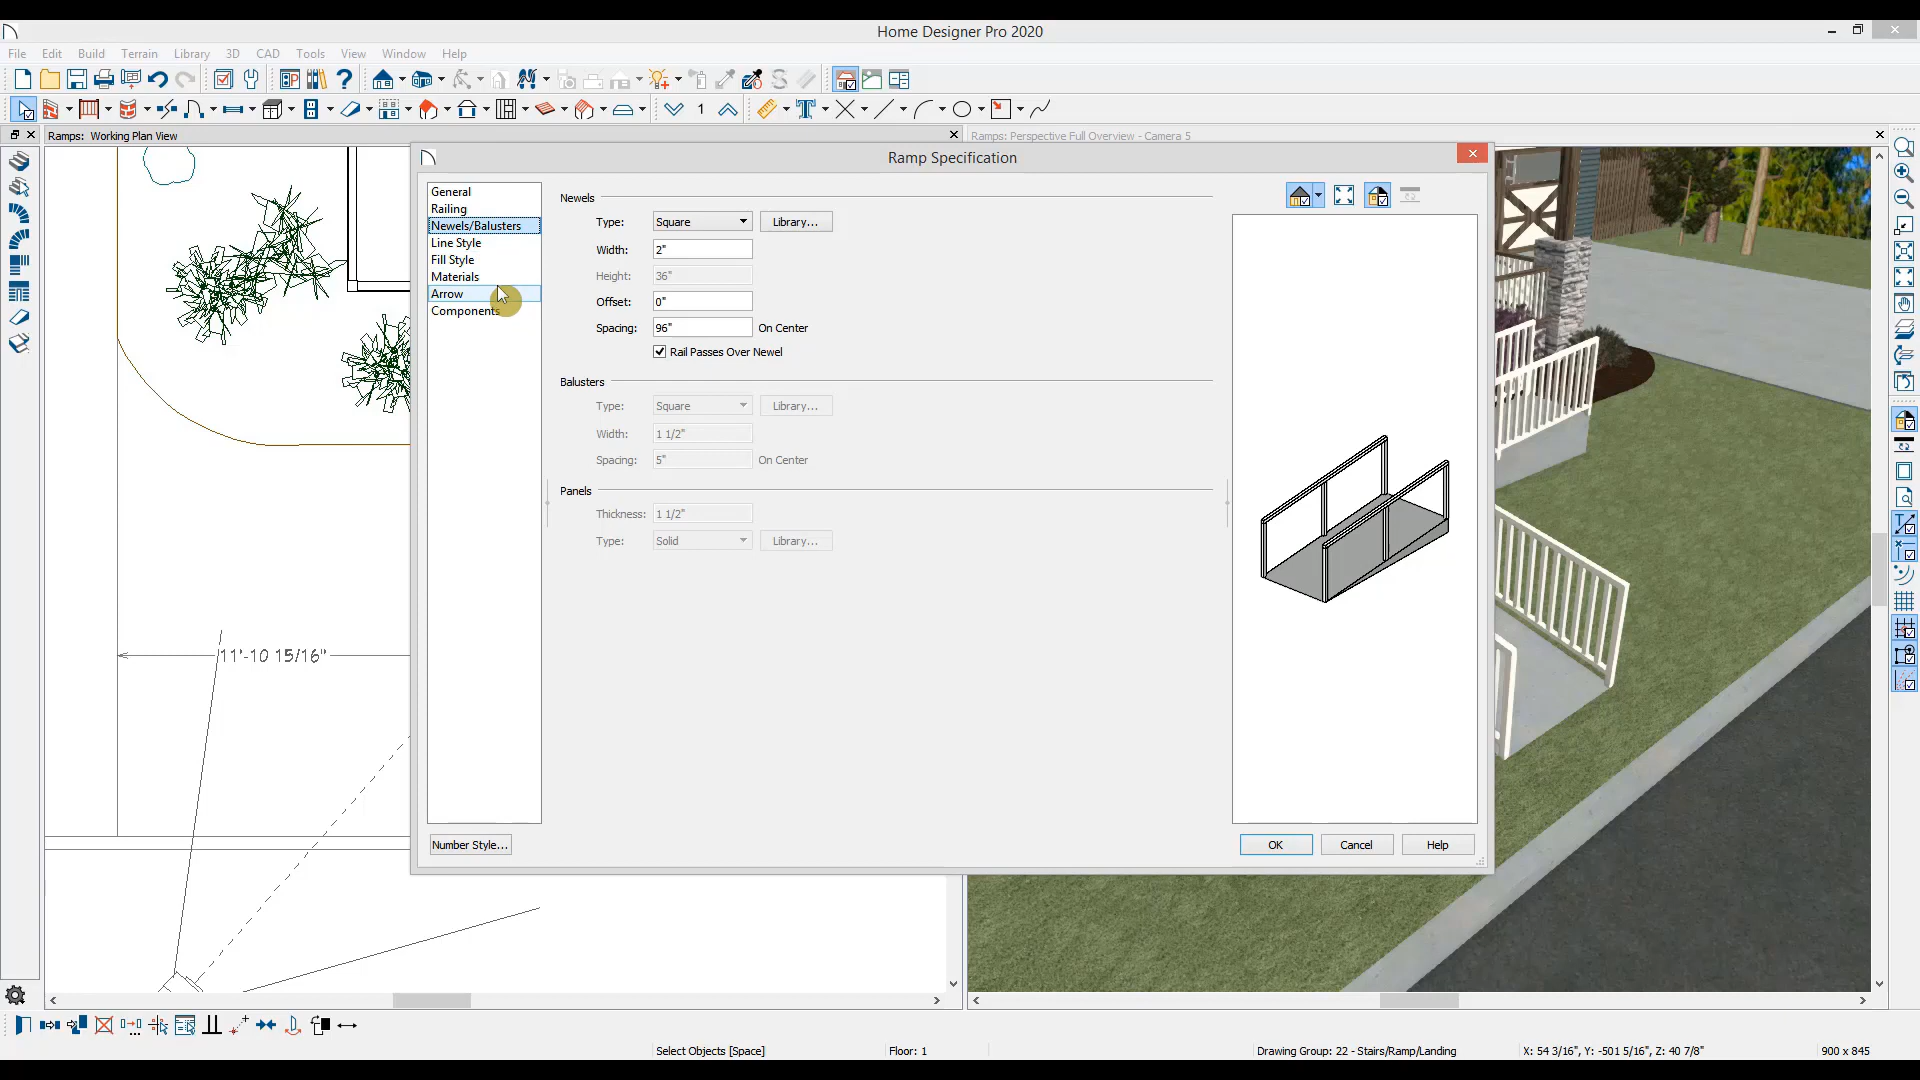 Home Designer Pro 2020
File Edit Build Terrain Library 3D CAD Tools View Window Help
1
Ramps: Working Plan View
Ramps: Perspective Full Overview - Camera 5
Ramp Specification
General
Railing
Newels/Balusters
Line Style
Fill Style
Materials
Arrow
Components
Newels
Type: Square Library...
Width: 2"
Height: 36"
Offset: 0"
Spacing: 96" On Center
Rail Passes Over Newel
Balusters
Type: Square Library...
Width: 1 1/2"
Spacing: 5" On Center
Panels
Thickness: 1 1/2"
Type: Solid Library...
11'-10 15/16"
Number Style... OK Cancel Help
Select Objects [Space] Floor: 1 Drawing Group: 22 - Stairs/Ramp/Landing X: 54 3/16", Y: -501 5/16", Z: 40 7/8" 900 x 845